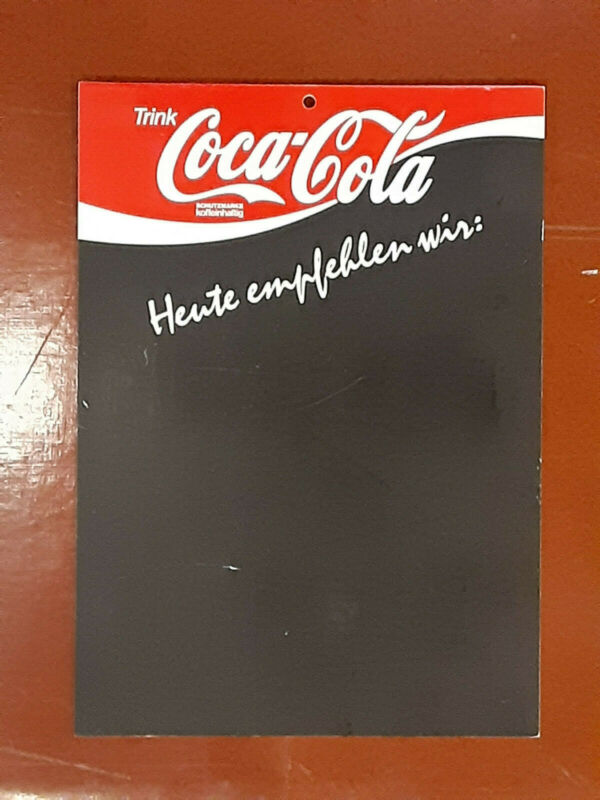 Trink
Coca-Cola
SCHUTZMARKE
koffeinhaltig
Heute empfehlen wir: